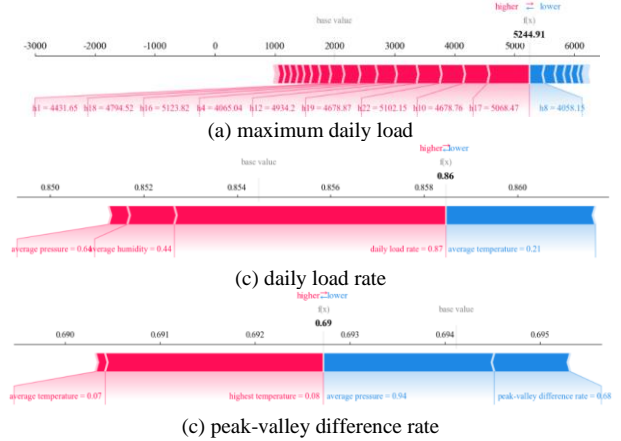 higher ⇄ lower
base value f(x)
5244.91
-3000 -2000 -1000 0 1000 2000 3000 4000 5000 6000
h1 = 4431.65 h18 = 4794.52 h16 = 5123.82 h4 = 4065.04 h12 = 4934.2 h19 = 4678.87 h22 = 5102.15 h10 = 4678.76 h17 = 5068.47 h8 = 4058.15
(a) maximum daily load
higher ⇄ lower
base value f(x)
0.86
0.850 0.852 0.854 0.856 0.858 0.860
average pressure = 0.64 average humidity = 0.44 daily load rate = 0.87 average temperature = 0.21
(c) daily load rate
higher ⇄ lower
f(x) base value
0.69
0.690 0.691 0.692 0.693 0.694 0.695
average temperature = 0.07 highest temperature = 0.08 average pressure = 0.94 peak-valley difference rate = 0.68
(c) peak-valley difference rate